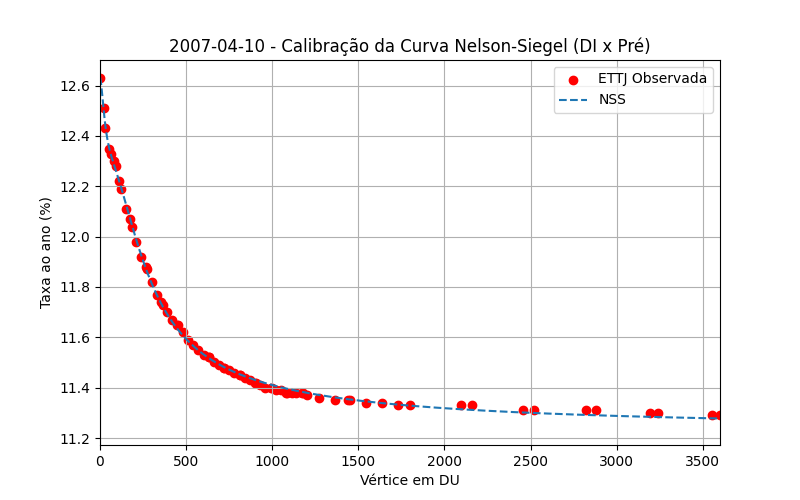 2007-04-10 - Calibração da Curva Nelson-Siegel (DI x Pré)
ETTJ Observada
NSS
Taxa ao ano (%)
12.6
12.4
12.2
12.0
11.8
11.6
11.4
11.2
0 500 1000 1500 2000 2500 3000 3500
Vértice em DU